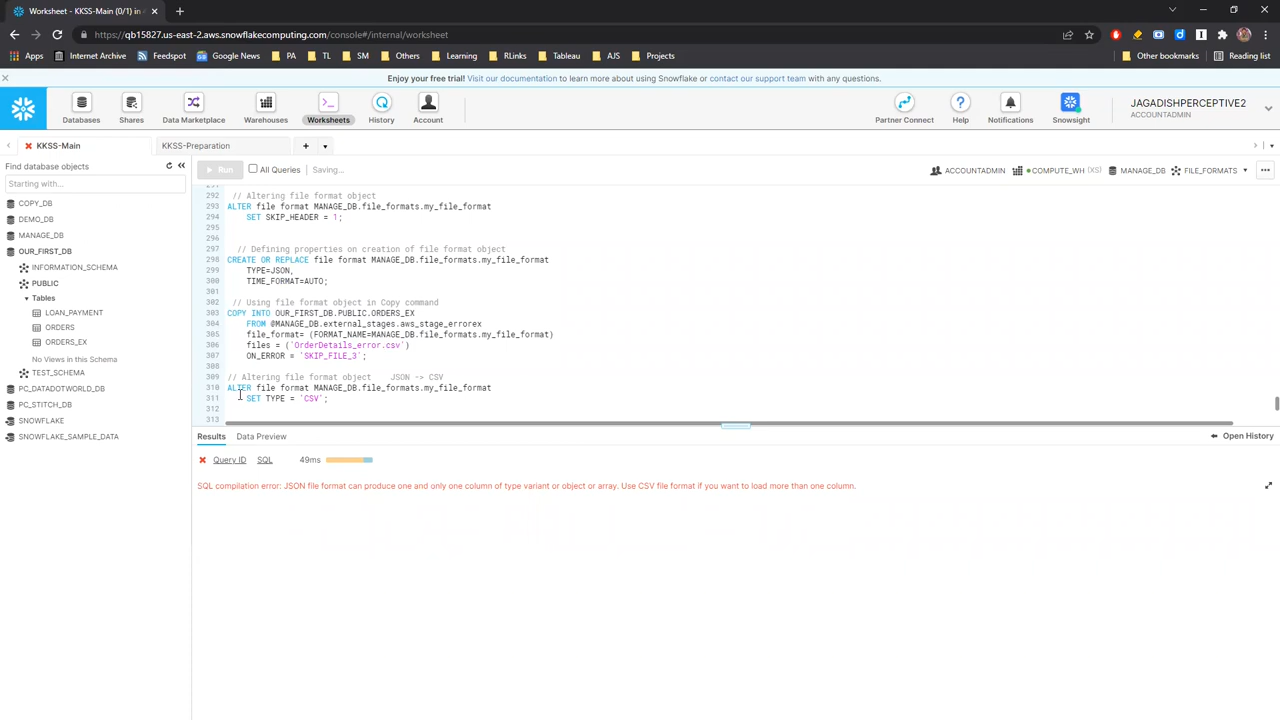 Worksheet - KKSS-Main (0/1) in
https://qb15827.us-east-2.aws.snowflakecomputing.com/console#/internal/worksheet
Apps Internet Archive Feedspot Google News PA TL SM Others Learning RLinks Tableau AJS Projects Other bookmarks Reading list
Enjoy your free trial! Visit our documentation to learn more about using Snowflake or contact our support team with any questions.
Databases Shares Data Marketplace Warehouses Worksheets History Account Partner Connect Help Notifications Snowsight
JAGADISHPERCEPTIVE2
ACCOUNTADMIN
KKSS-Main KKSS-Preparation
Find database objects
Starting with...
Run All Queries Saving...
ACCOUNTADMIN COMPUTE_WH (XS) MANAGE_DB FILE_FORMATS
COPY_DB
DEMO_DB
MANAGE_DB
OUR_FIRST_DB
INFORMATION_SCHEMA
PUBLIC
Tables
LOAN_PAYMENT
ORDERS
ORDERS_EX
No Views in this Schema
TEST_SCHEMA
PC_DATADOTWORLD_DB
PC_STITCH_DB
SNOWFLAKE
SNOWFLAKE_SAMPLE_DATA
292 // Altering file format object
293 ALTER file format MANAGE_DB.file_formats.my_file_format
294 SET SKIP_HEADER = 1;
295
296
297 // Defining properties on creation of file format object
298 CREATE OR REPLACE file format MANAGE_DB.file_formats.my_file_format
299 TYPE=JSON,
300 TIME_FORMAT=AUTO;
301
302 // Using file format object in Copy command
303 COPY INTO OUR_FIRST_DB.PUBLIC.ORDERS_EX
304 FROM @MANAGE_DB.external_stages.aws_stage_errorex
305 file_format= (FORMAT_NAME=MANAGE_DB.file_formats.my_file_format)
306 files = ('OrderDetails_error.csv')
307 ON_ERROR = 'SKIP_FILE_3';
308
309 // Altering file format object JSON -> CSV
310 ALTER file format MANAGE_DB.file_formats.my_file_format
311 SET TYPE = 'CSV';
312
313
Results Data Preview Open History
Query ID SQL 49ms
SQL compilation error: JSON file format can produce one and only one column of type variant or object or array. Use CSV file format if you want to load more than one column.